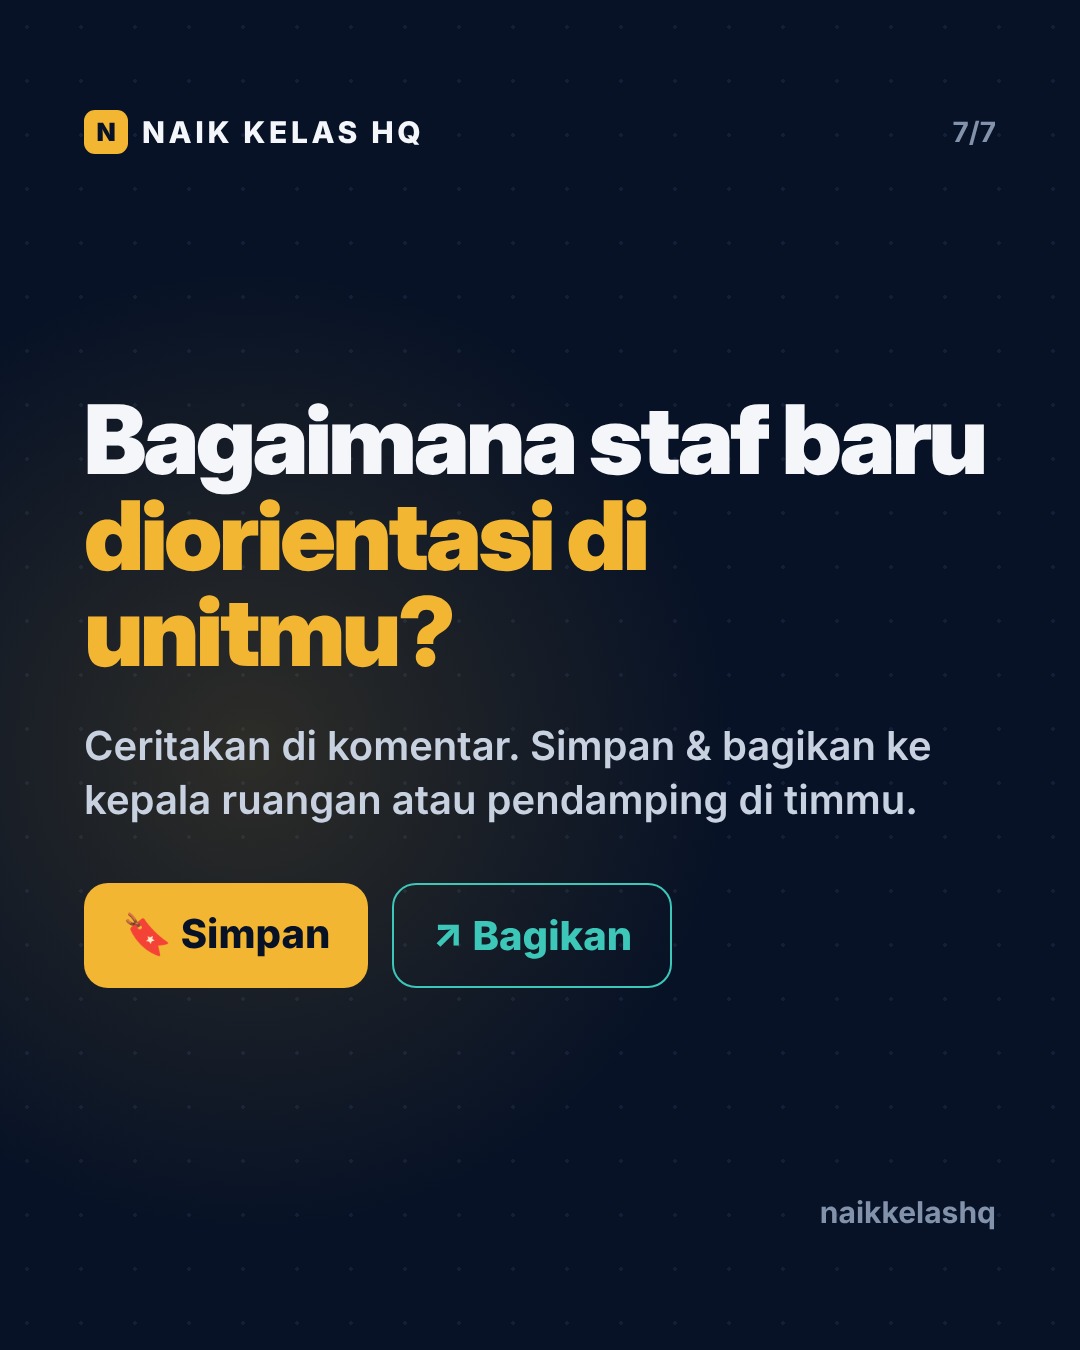 N NAIK KELAS HQ
7/7
Bagaimana staf baru
diorientasi di
unitmu?
Ceritakan di komentar. Simpan & bagikan ke
kepala ruangan atau pendamping di timmu.
🔖 Simpan
↗ Bagikan
naikkelashq